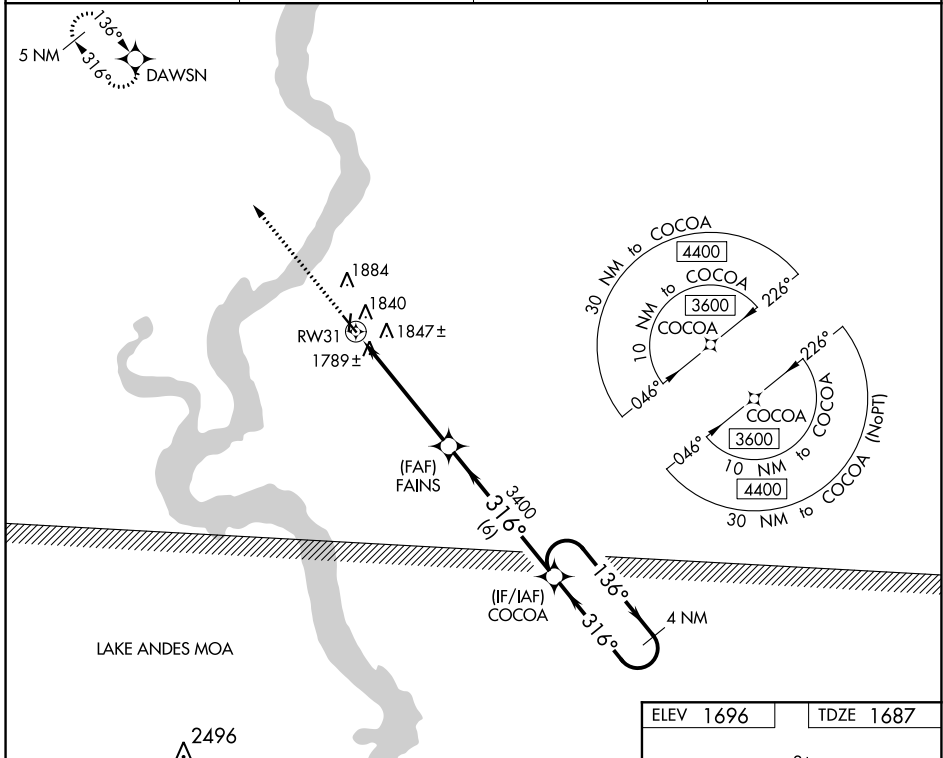 136°
5 NM
316°
DAWSN
30 NM to COCOA
4400
10 NM to COCOA
3600
226°
COCOA
046°
1884
1840
RW31
1847±
1789±
226°
COCOA
046°
3600
10 NM to COCOA
4400
30 NM to COCOA (NoPT)
(FAF)
FAINS
3400
316°
(6)
(IF/IAF)
COCOA
136°
316°
4 NM
LAKE ANDES MOA
2496
ELEV 1696
TDZE 1687